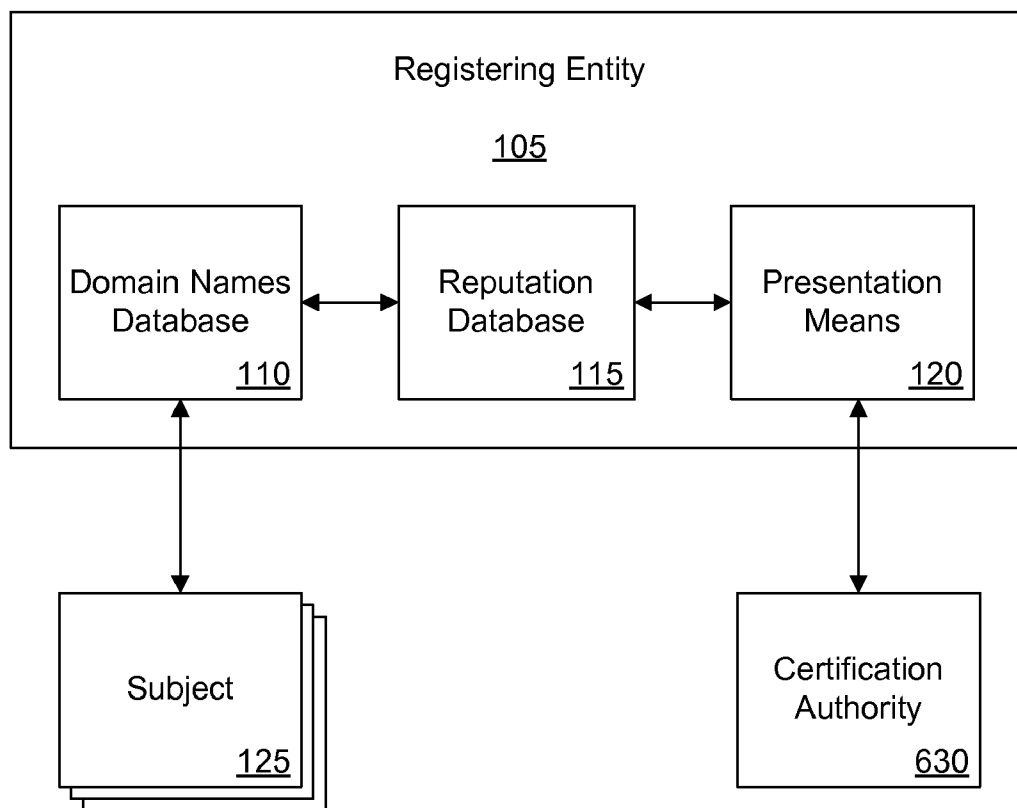 Registering Entity
105
Domain Names
Database
110
Reputation
Database
115
Presentation
Means
120
Subject
125
Certification
Authority
630